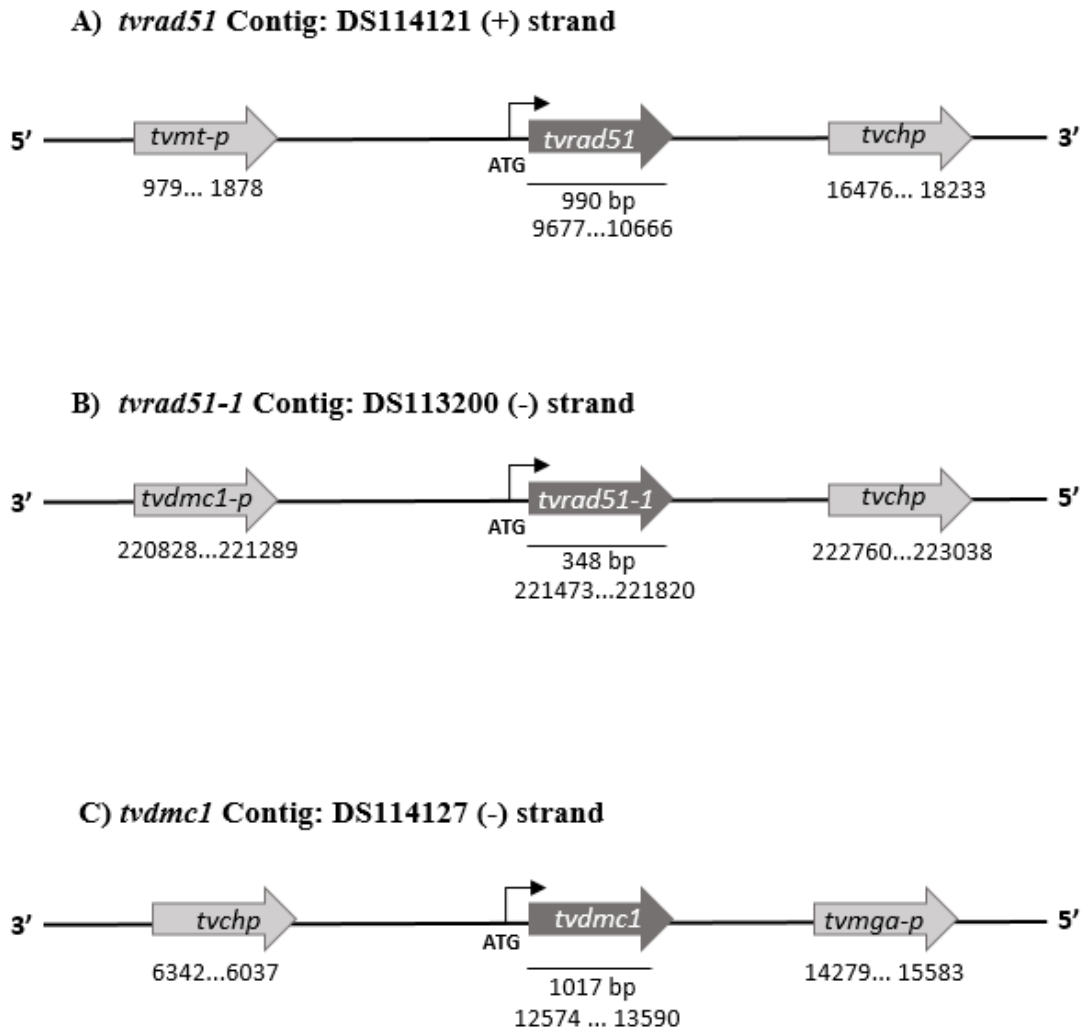 A) tvrad51 Contig: DS114121 (+) strand
5’ tvmt-p tvrad51 tvchp 3’
ATG
979... 1878 990 bp 16476... 18233
9677...10666
B) tvrad51-1 Contig: DS113200 (-) strand
3’ tvdmc1-p tvrad51-1 tvchp 5’
ATG
220828...221289 348 bp 222760...223038
221473...221820
C) tvdmc1 Contig: DS114127 (-) strand
3’ tvchp tvdmc1 tvmga-p 5’
ATG
6342...6037 1017 bp 14279... 15583
12574 ... 13590